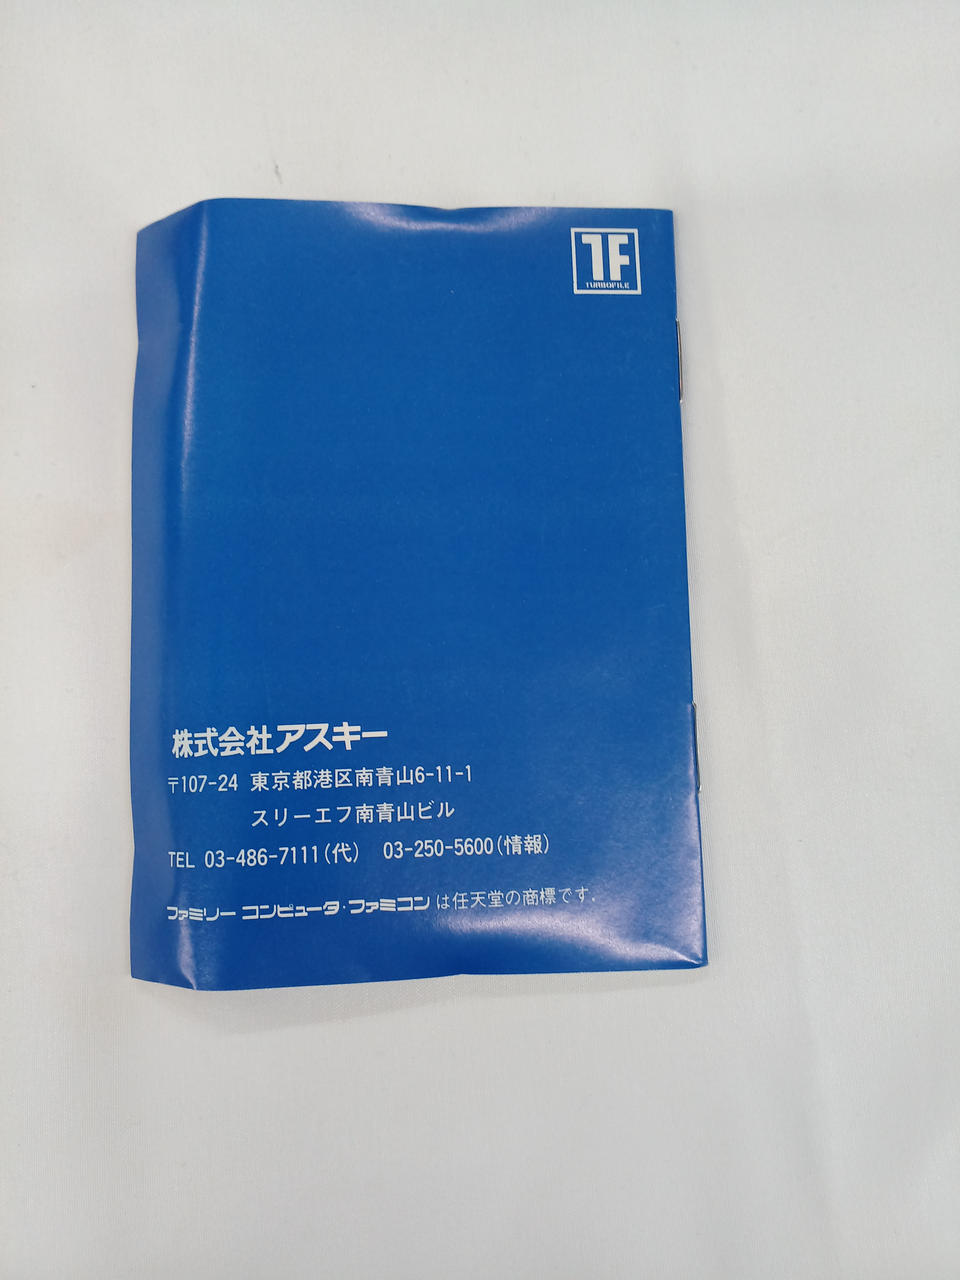 TF
TURBOFILE
株式会社アスキー
〒107-24 東京都港区南青山6-11-1
スリーエフ南青山ビル
TEL 03-486-7111(代) 03-250-5600(情報)
ファミリー コンピュータ・ファミコン は任天堂の商標です.